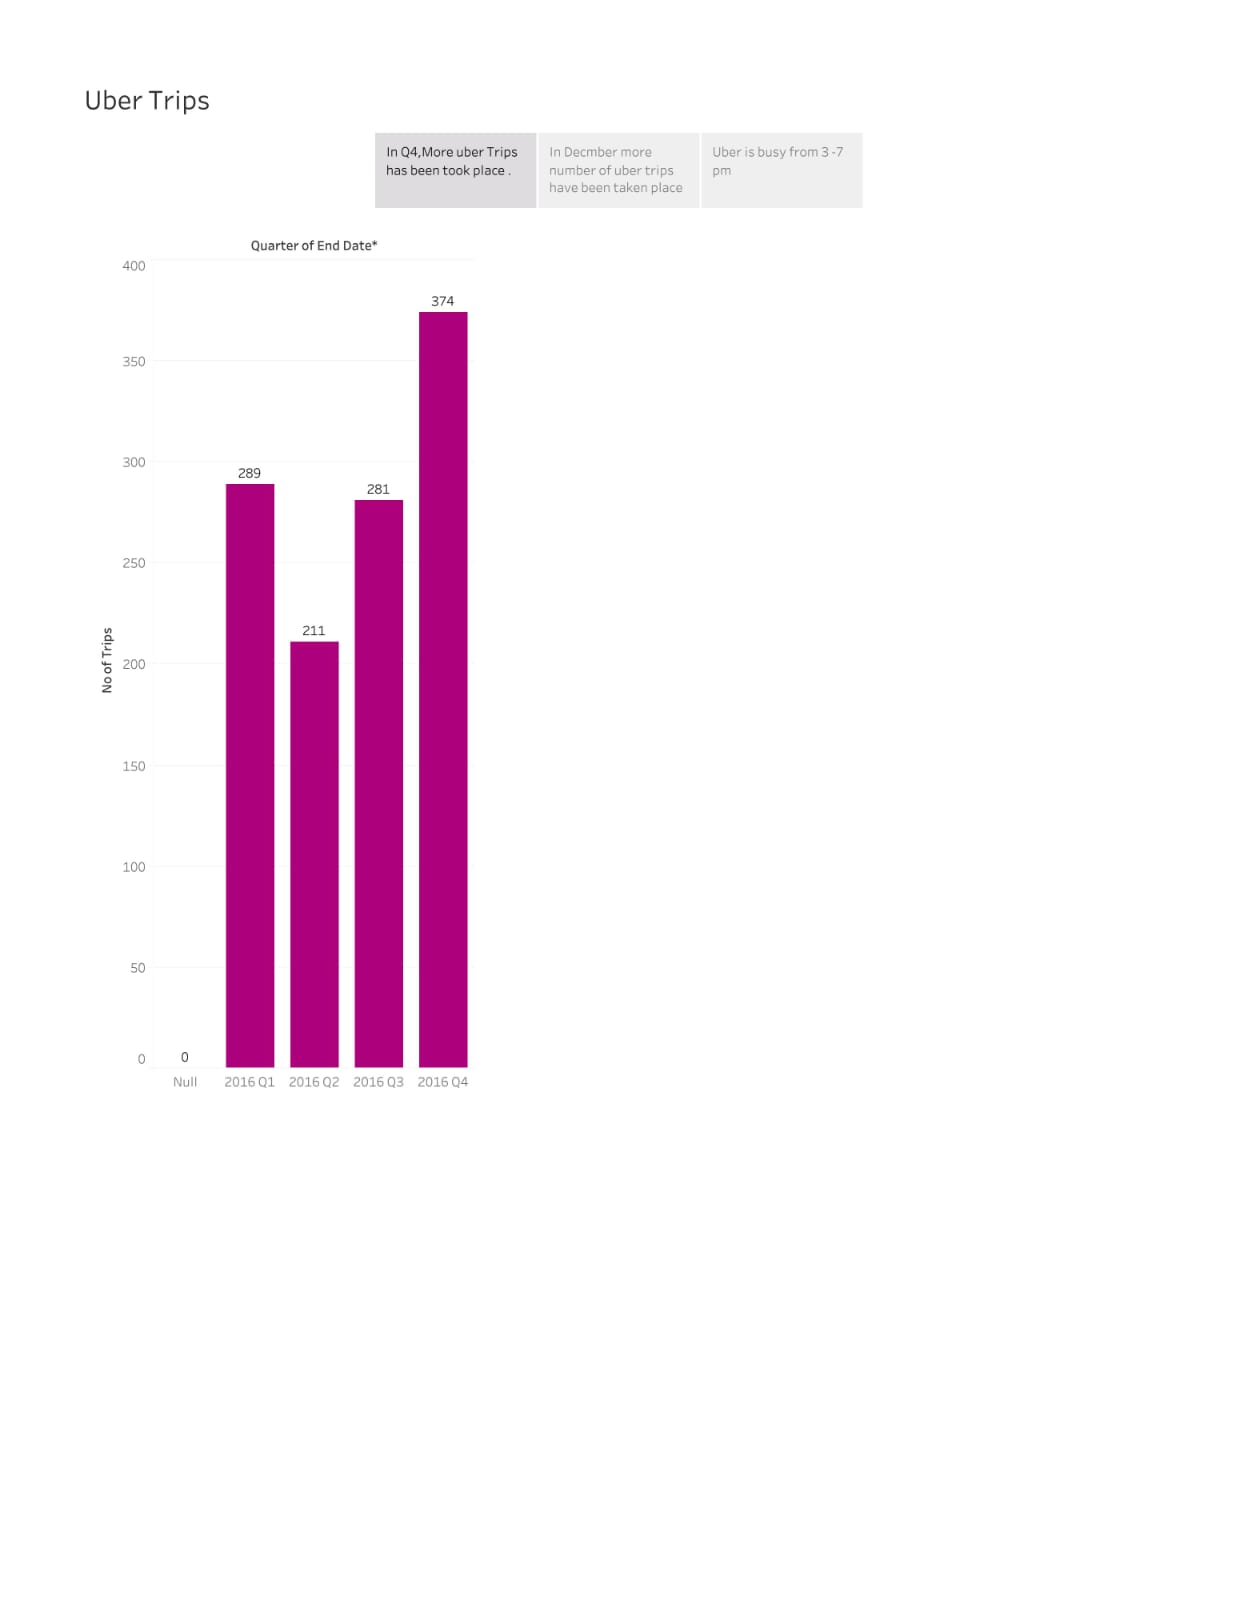 Uber Trips
In Q4,More uber Trips
has been took place .
In Decmber more
number of uber trips
have been taken place
Uber is busy from 3 -7
pm
Quarter of End Date*
400
350
300
250
200
150
100
50
0
No of Trips
0
289
211
281
374
Null
2016 Q1
2016 Q2
2016 Q3
2016 Q4